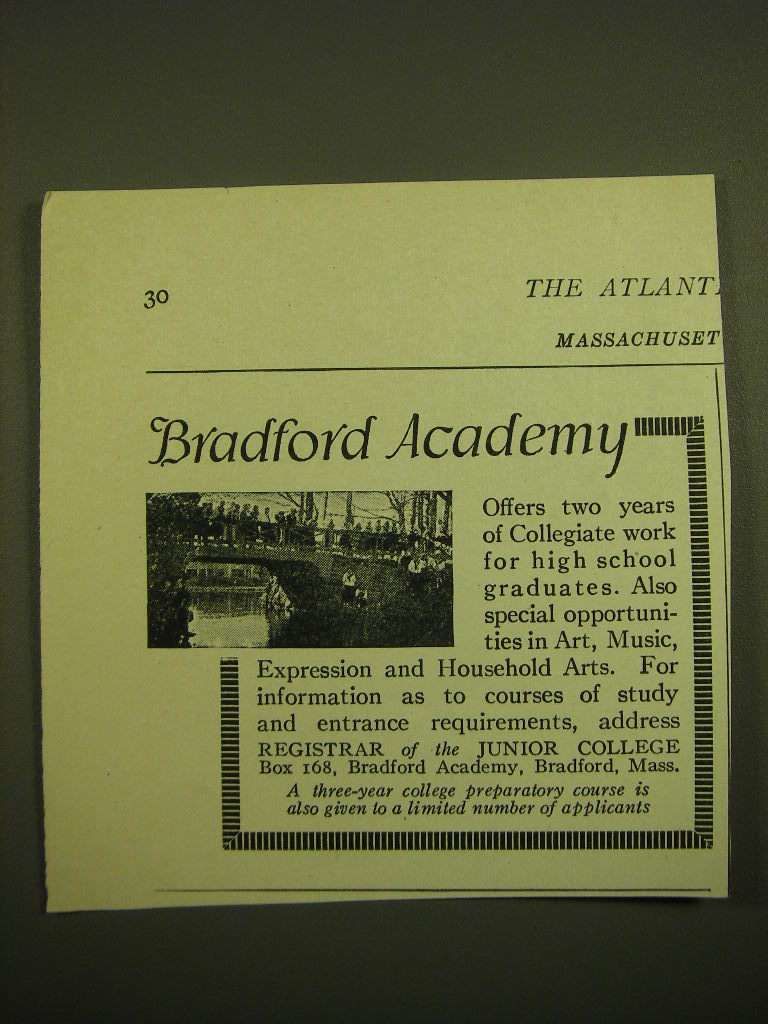 30
THE ATLANT
MASSACHUSET
Bradford Academy
Offers two years
of Collegiate work
for high school
graduates. Also
special opportuni-
ties in Art, Music,
Expression and Household Arts. For
information as to courses of study
and entrance requirements, address
REGISTRAR of the JUNIOR COLLEGE
Box 168, Bradford Academy, Bradford, Mass.
A three-year college preparatory course is
also given to a limited number of applicants